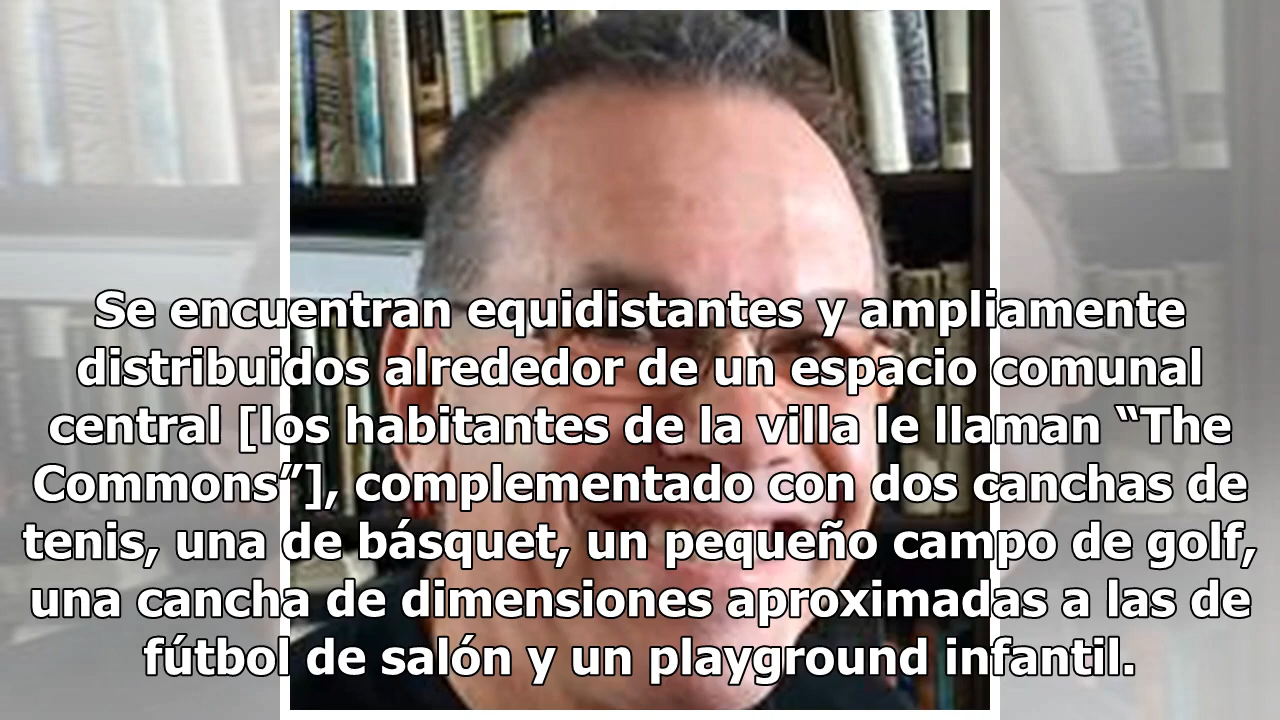 Se encuentran equidistantes y ampliamente
distribuidos alrededor de un espacio comunal
central [los habitantes de la villa le llaman “The
Commons”], complementado con dos canchas de
tenis, una de básquet, un pequeño campo de golf,
una cancha de dimensiones aproximadas a las de
fútbol de salón y un playground infantil.